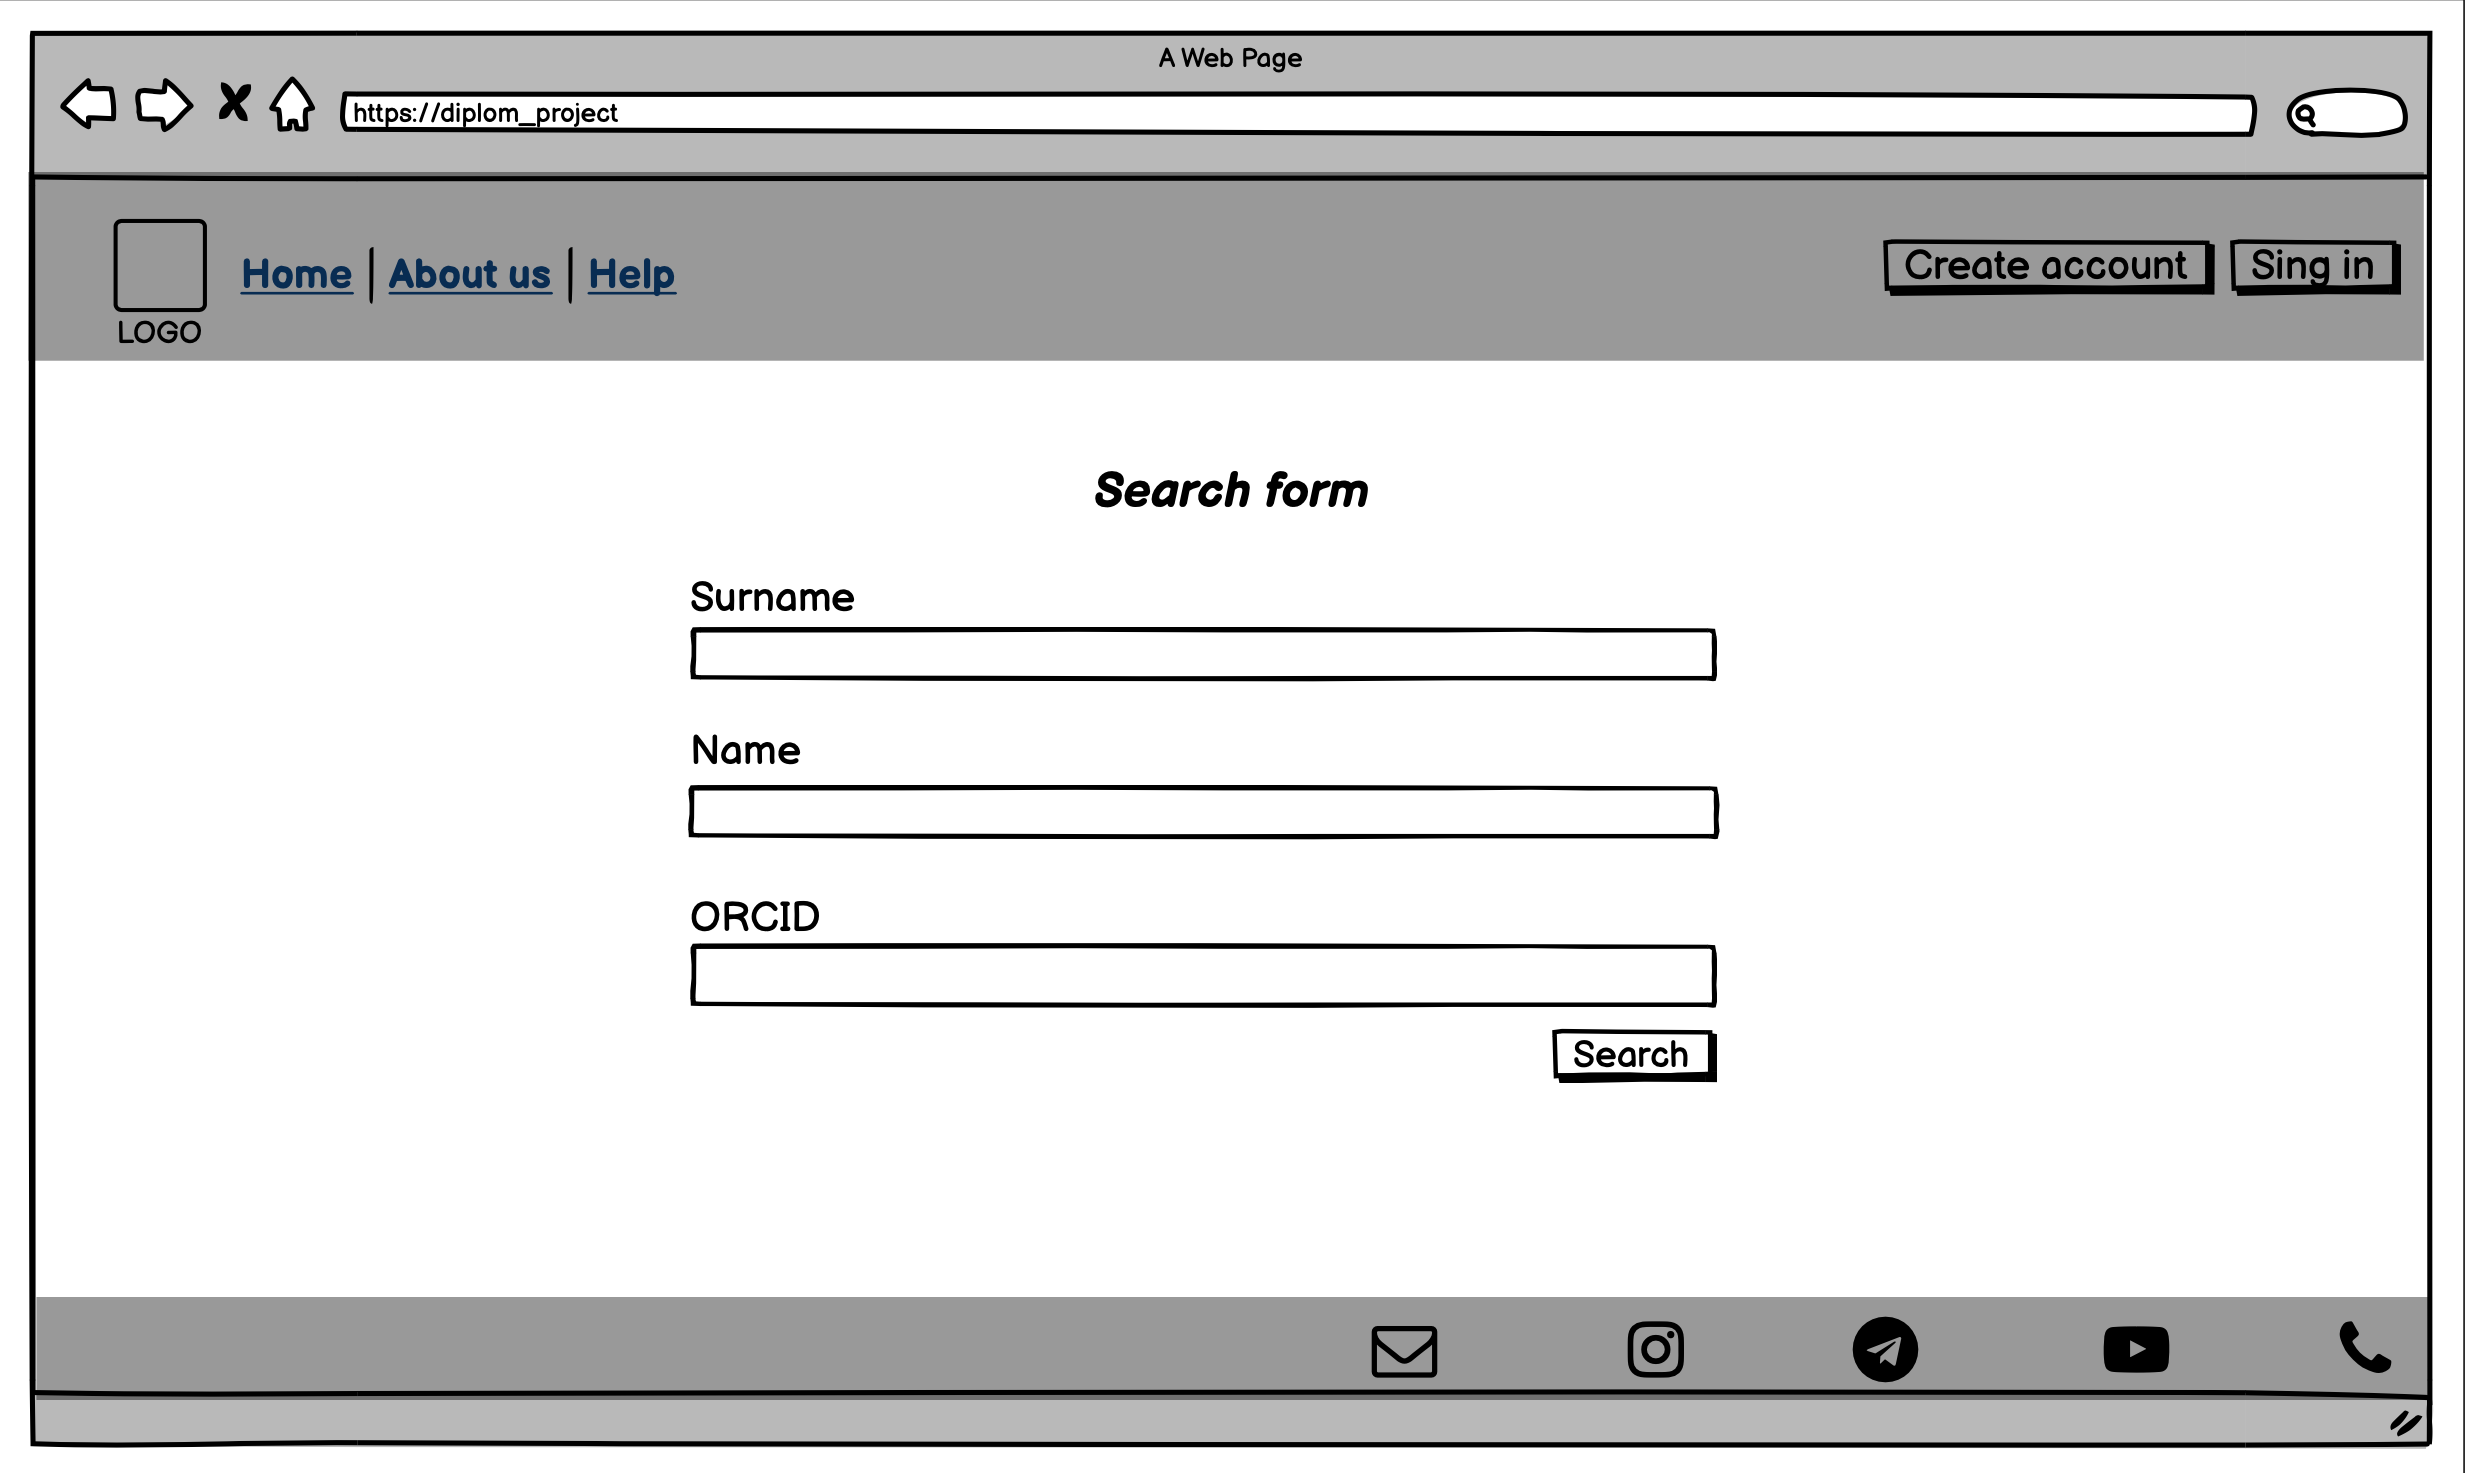 A Web Page
https://diplom_project
Home | About us | Help
Create account
Sing in
LOGO
Search form
Surname
Name
ORCID
Search